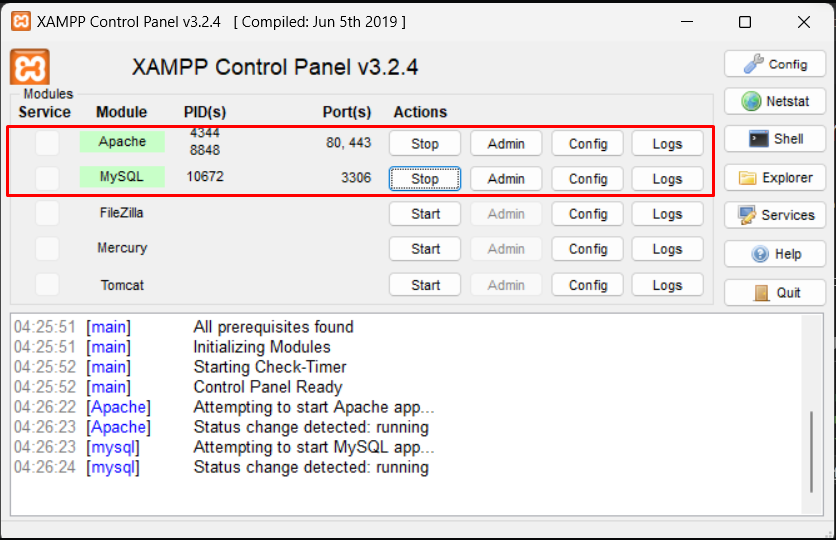 XAMPP Control Panel v3.2.4 [ Compiled: Jun 5th 2019 ]
XAMPP Control Panel v3.2.4
Config
Modules
Service Module PID(s) Port(s) Actions
Netstat
Apache 4344 8848 80, 443 Stop Admin Config Logs
Shell
MySQL 10672 3306 Stop Admin Config Logs
Explorer
FileZilla Start Admin Config Logs
Services
Mercury Start Admin Config Logs
Help
Tomcat Start Admin Config Logs
Quit
04:25:51 [main] All prerequisites found
04:25:51 [main] Initializing Modules
04:25:52 [main] Starting Check-Timer
04:25:52 [main] Control Panel Ready
04:26:22 [Apache] Attempting to start Apache app...
04:26:23 [Apache] Status change detected: running
04:26:23 [mysql] Attempting to start MySQL app...
04:26:24 [mysql] Status change detected: running